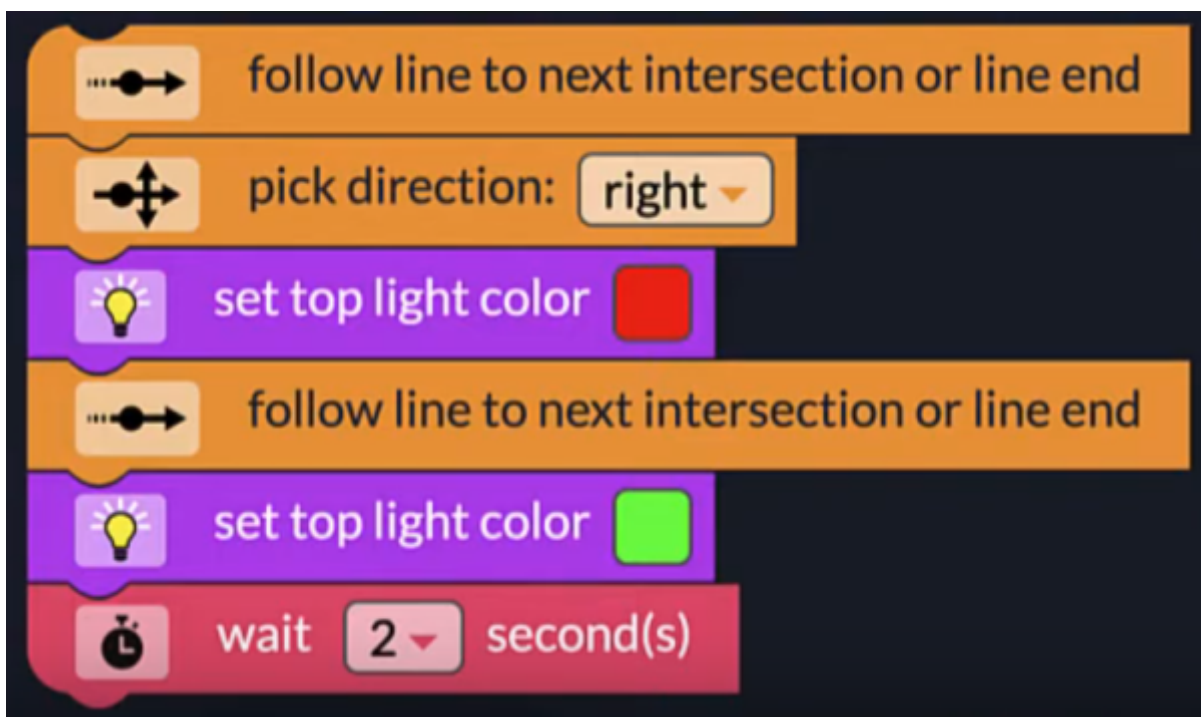 follow line to next intersection or line end
pick direction: right
set top light color
follow line to next intersection or line end
set top light color
wait 2 second(s)